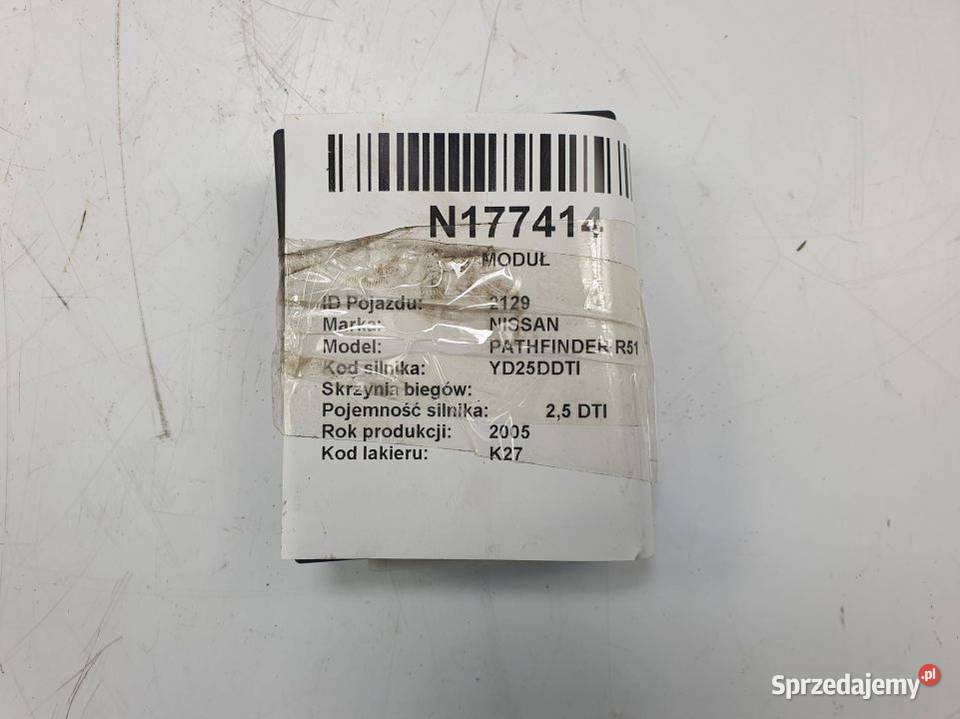 N177414
MODUŁ
ID Pojazdu: 2129
Marka: NISSAN
Model: PATHFINDER R51
Kod silnika: YD25DDTI
Skrzynia biegów:
Pojemność silnika: 2,5 DTI
Rok produkcji: 2005
Kod lakieru: K27
Sprzedajemy.pl